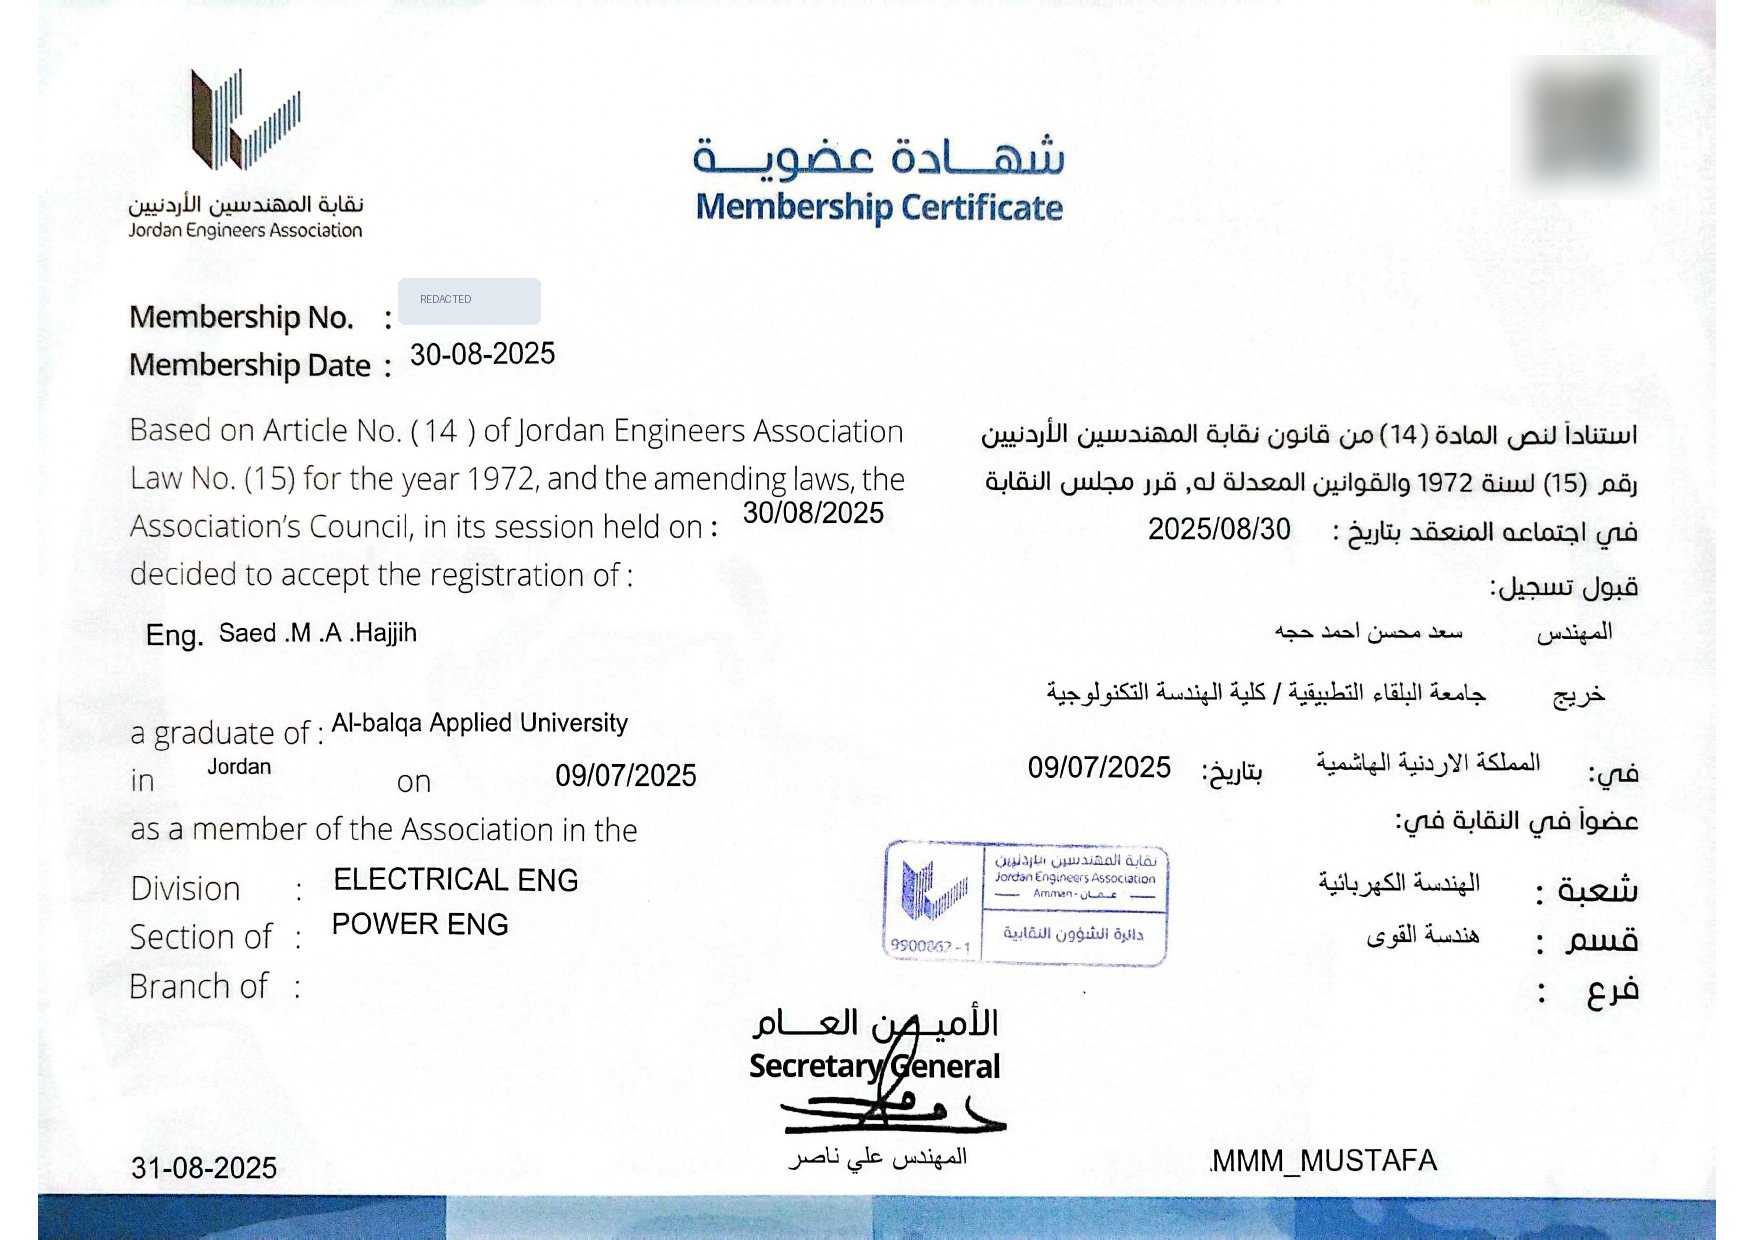 نقابة المهندسين الأردنيين
Jordan Engineers Association
شهادة عضوية
Membership Certificate
Membership No. : REDACTED
Membership Date : 30-08-2025
Based on Article No. ( 14 ) of Jordan Engineers Association
Law No. (15) for the year 1972, and the amending laws, the
Association's Council, in its session held on : 30/08/2025
decided to accept the registration of :
Eng. Saed .M .A .Hajjih
a graduate of : Al-balqa Applied University
in Jordan on 09/07/2025
as a member of the Association in the
Division : ELECTRICAL ENG
Section of : POWER ENG
Branch of :
استناداً لنص المادة (14) من قانون نقابة المهندسين الأردنيين
رقم (15) لسنة 1972 والقوانين المعدلة له, قرر مجلس النقابة
في اجتماعه المنعقد بتاريخ : 2025/08/30
قبول تسجيل:
المهندس سعد محسن احمد حجه
خريج جامعة البلقاء التطبيقية / كلية الهندسة التكنولوجية
في: المملكة الاردنية الهاشمية بتاريخ: 09/07/2025
عضواً في النقابة في:
شعبة : الهندسة الكهربائية
قسم : هندسة القوى
فرع :
نقابة المهندسين الأردنيين
Jordan Engineers Association
Amman - عمان
دائرة الشؤون النقابية
9900862-1
الأمين العام
Secretary General
المهندس علي ناصر
31-08-2025
.MMM_MUSTAFA